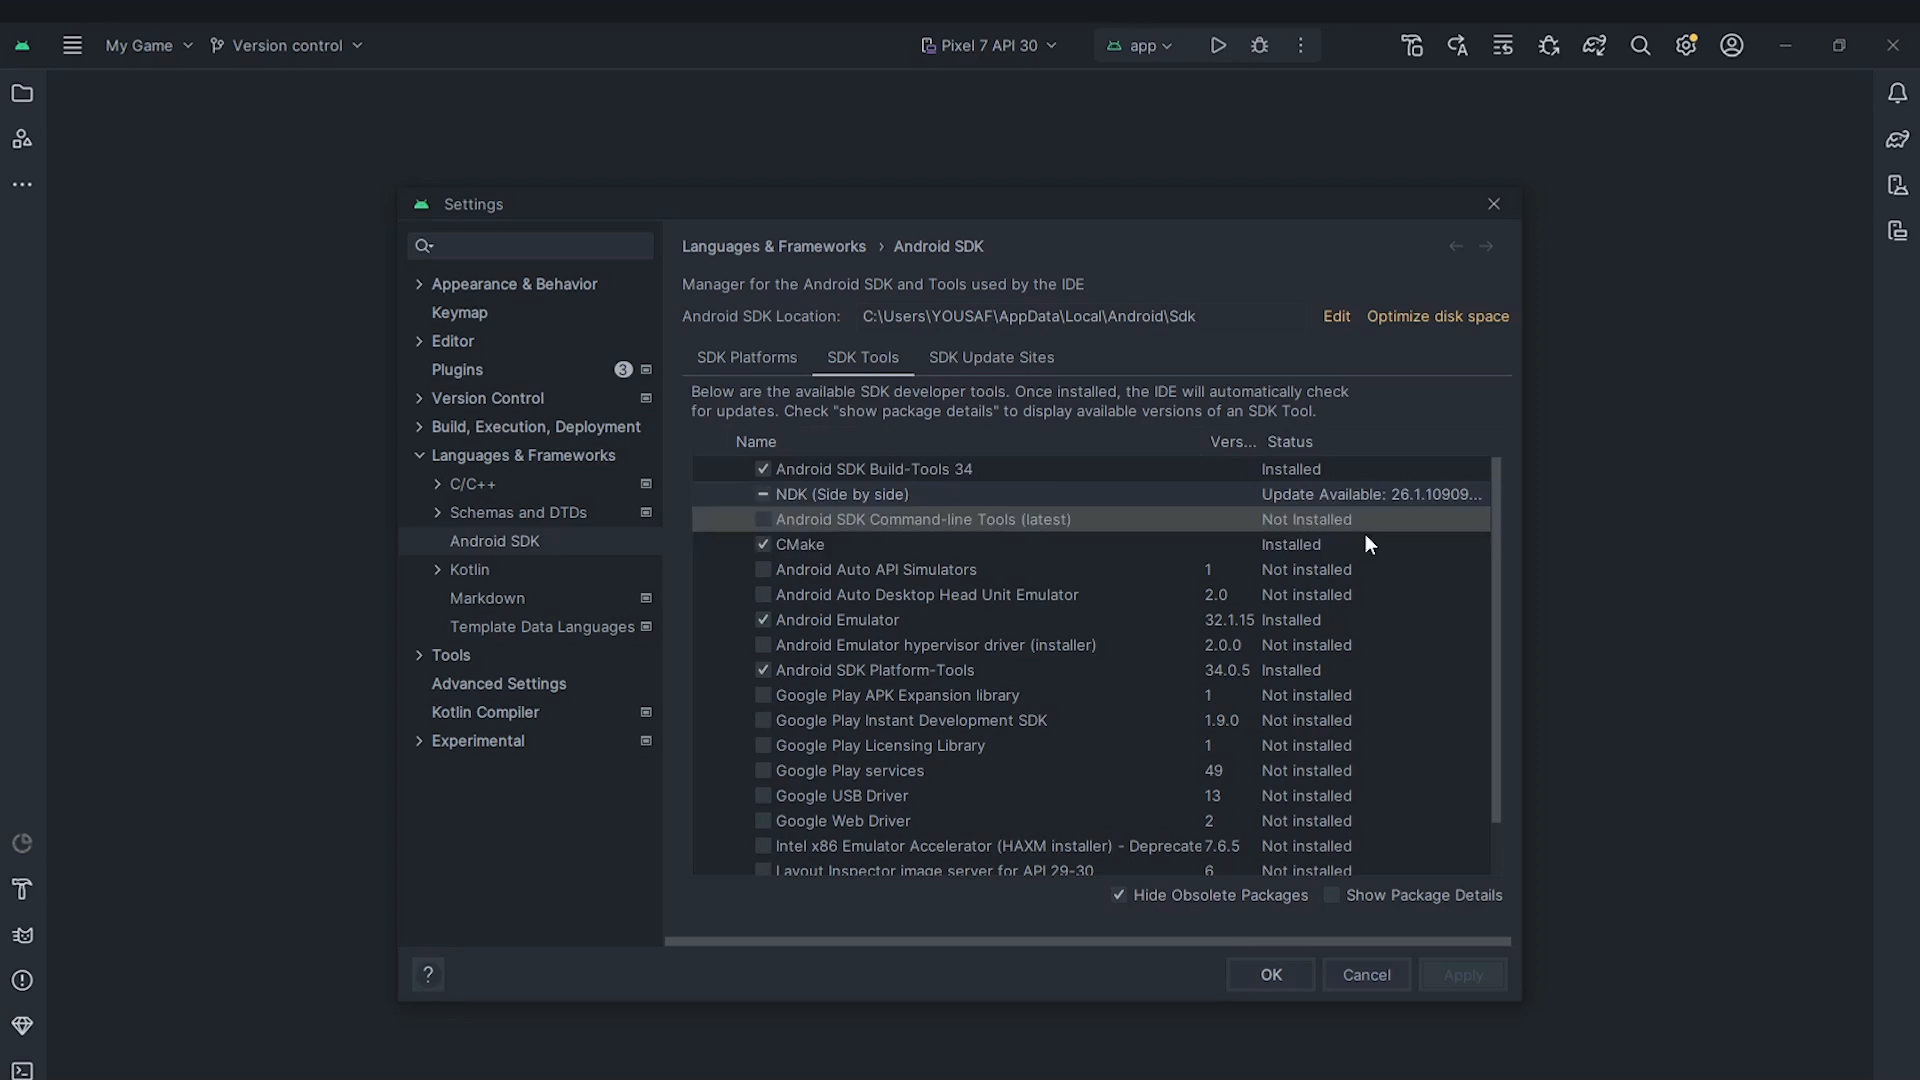 My Game
Version control
Pixel 7 API 30
app
Settings
Appearance & Behavior
Keymap
Editor
Plugins 3
Version Control
Build, Execution, Deployment
Languages & Frameworks
C/C++
Schemas and DTDs
Android SDK
Kotlin
Markdown
Template Data Languages
Tools
Advanced Settings
Kotlin Compiler
Experimental
Languages & Frameworks › Android SDK
Manager for the Android SDK and Tools used by the IDE
Android SDK Location: C:\Users\YOUSAF\AppData\Local\Android\Sdk Edit Optimize disk space
SDK Platforms SDK Tools SDK Update Sites
Below are the available SDK developer tools. Once installed, the IDE will automatically check
for updates. Check "show package details" to display available versions of an SDK Tool.
Name Vers... Status
Android SDK Build-Tools 34 Installed
NDK (Side by side) Update Available: 26.1.10909...
Android SDK Command-line Tools (latest) Not Installed
CMake Installed
Android Auto API Simulators 1 Not installed
Android Auto Desktop Head Unit Emulator 2.0 Not installed
Android Emulator 32.1.15 Installed
Android Emulator hypervisor driver (installer) 2.0.0 Not installed
Android SDK Platform-Tools 34.0.5 Installed
Google Play APK Expansion library 1 Not installed
Google Play Instant Development SDK 1.9.0 Not installed
Google Play Licensing Library 1 Not installed
Google Play services 49 Not installed
Google USB Driver 13 Not installed
Google Web Driver 2 Not installed
Intel x86 Emulator Accelerator (HAXM installer) - Deprecate 7.6.5 Not installed
Layout Inspector image server for API 29-30 6 Not installed
Hide Obsolete Packages Show Package Details
? OK Cancel Apply